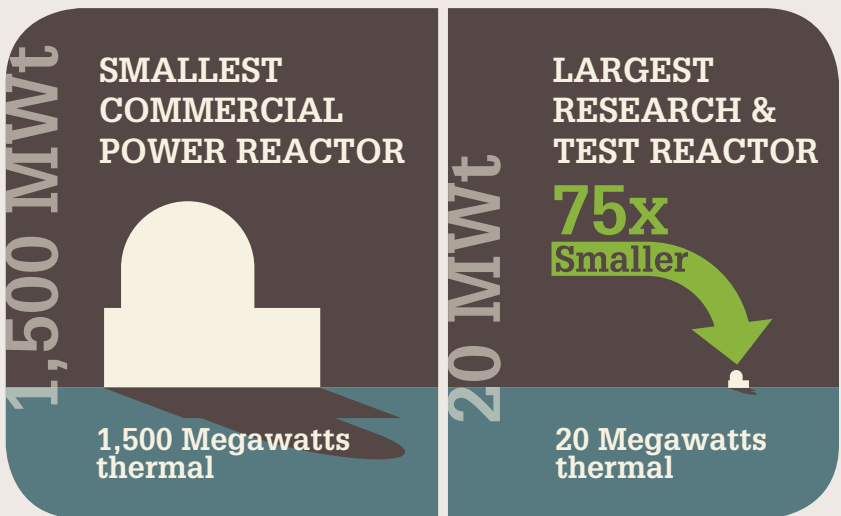 1,500 MWt
SMALLEST
COMMERCIAL
POWER REACTOR
1,500 Megawatts
thermal
20 MWt
LARGEST
RESEARCH &
TEST REACTOR
75x
Smaller
20 Megawatts
thermal